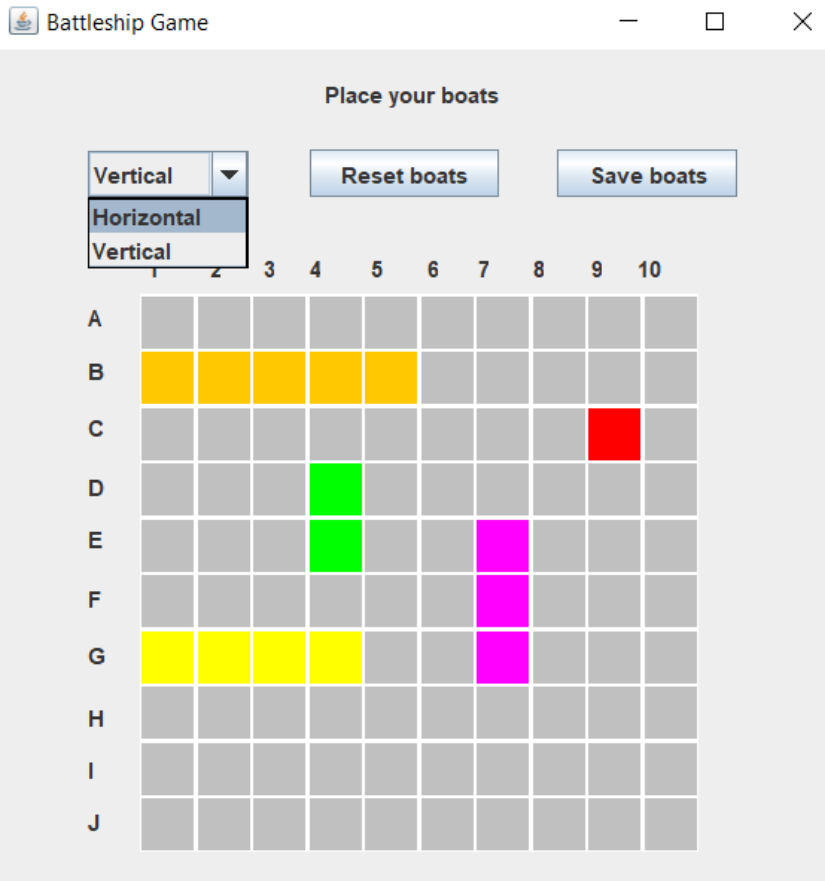 Battleship Game
Place your boats
Vertical Reset boats Save boats
Horizontal
Vertical
1 2 3 4 5 6 7 8 9 10
A
B
C
D
E
F
G
H
I
J